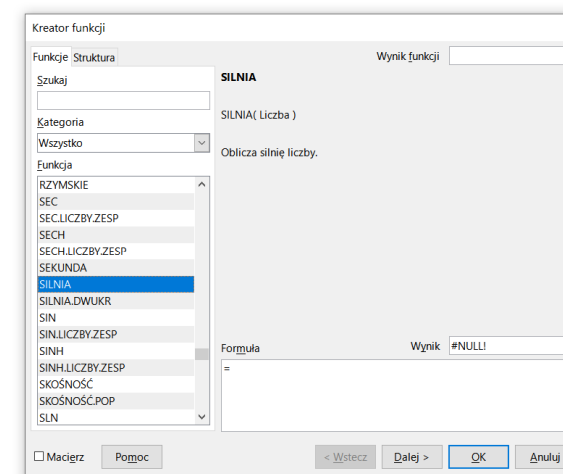 Kreator funkcji
Funkcje Struktura
Wynik funkcji
Szukaj
SILNIA
SILNIA( Liczba )
Kategoria
Wszystko
Oblicza silnię liczby.
Funkcja
RZYMSKIE
SEC
SEC.LICZBY.ZESP
SECH
SECH.LICZBY.ZESP
SEKUNDA
SILNIA
SILNIA.DWUKR
SIN
SIN.LICZBY.ZESP
SINH
SINH.LICZBY.ZESP
SKOŚNOŚĆ
SKOŚNOŚĆ.POP
SLN
Formuła
Wynik #NULL!
=
Macierz Pomoc < Wstecz Dalej > OK Anuluj